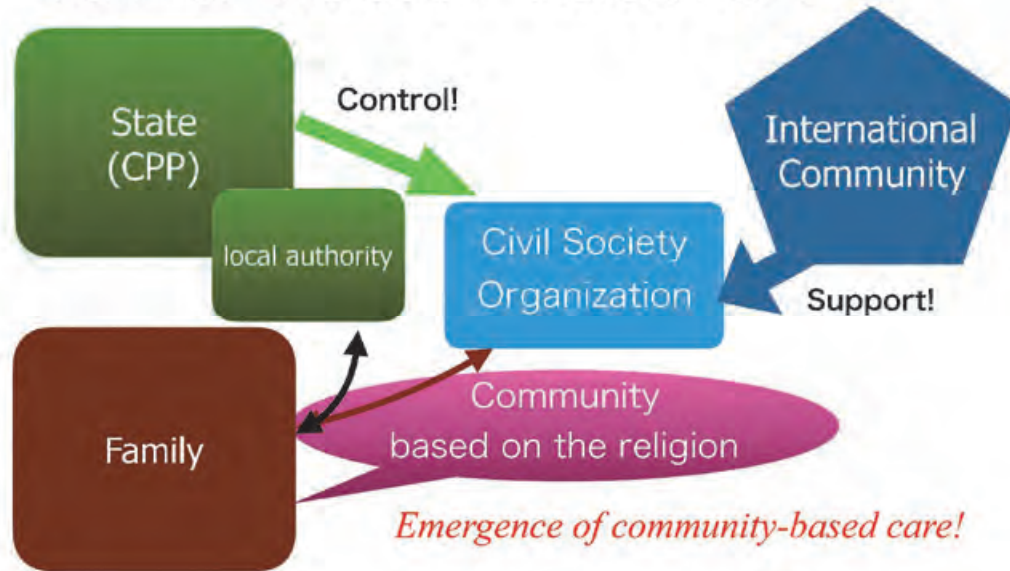 State
(CPP)
Control!
International
Community
local authority
Civil Society
Organization
Support!
Family
Community
based on the religion
Emergence of community-based care!